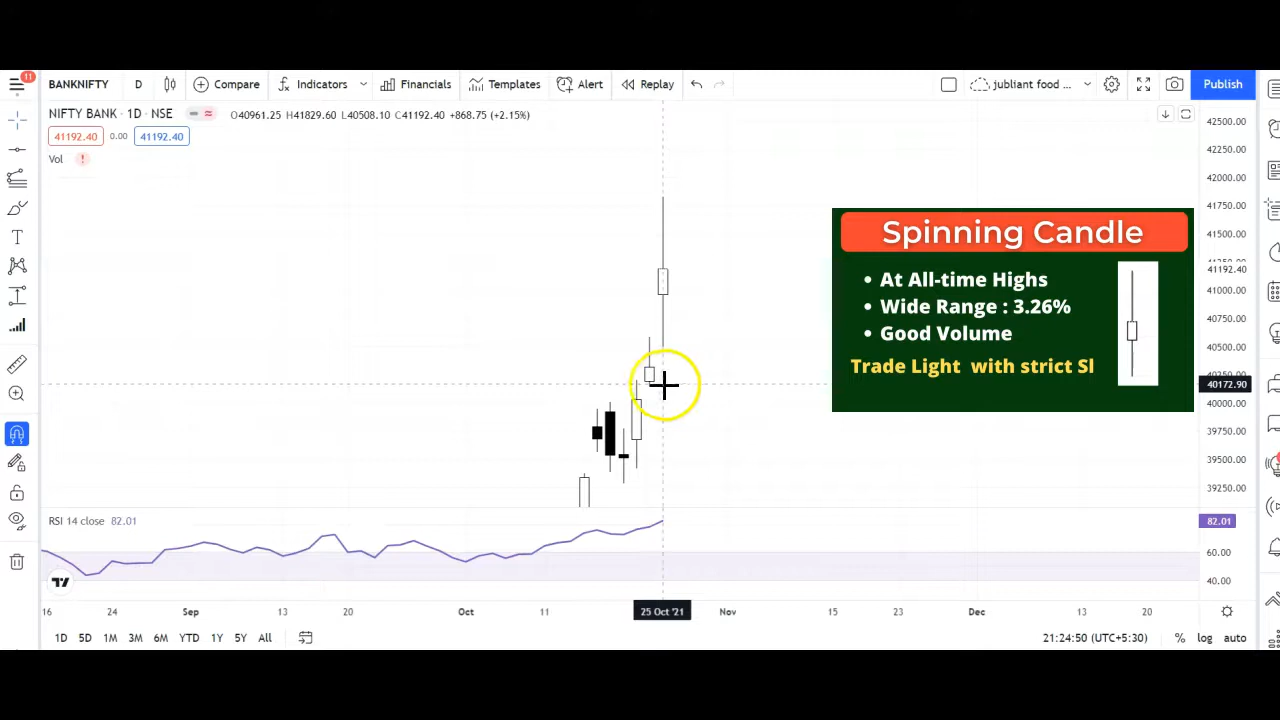 11
BANKNIFTY D Compare Indicators Financials Templates Alert Replay jubliant food ... Publish
NIFTY BANK · 1D · NSE O40961.25 H41829.60 L40508.10 C41192.40 +868.75 (+2.15%)
41192.40 0.00 41192.40
Vol !
42500.00
42250.00
42000.00
41750.00
41500.00
41192.40
41000.00
40750.00
40500.00
40172.90
40000.00
39750.00
39500.00
39250.00
Spinning Candle
• At All-time Highs
• Wide Range : 3.26%
• Good Volume
Trade Light with strict Sl
RSI 14 close 82.01
82.01
60.00
40.00
16 24 Sep 13 20 Oct 11 25 Oct '21 Nov 15 23 Dec 13 20
1D 5D 1M 3M 6M YTD 1Y 5Y All 21:24:50 (UTC+5:30) % log auto